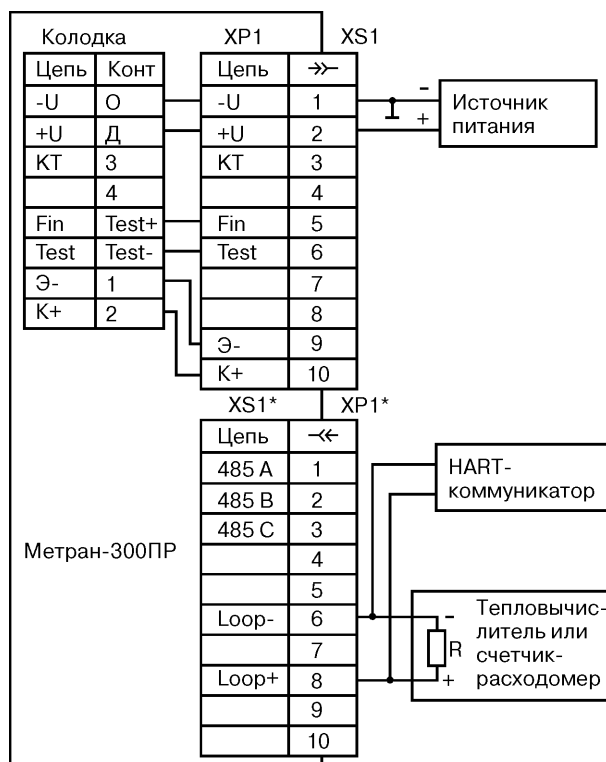 Колодка XP1 XS1
Цепь Конт Цепь
-U О -U 1 -
+U Д +U 2 +
Источник
питания
КТ 3 КТ 3
4 4
Fin Test+ Fin 5
Test Test- Test 6
Э- 1 7
К+ 2 8
Э- 9
К+ 10
XS1* XP1*
Цепь
485 A 1
485 B 2
485 C 3
4
5
Loop- 6
7
Loop+ 8
9
10
Метран-300ПР
HART-
коммуникатор
-
R
+
Тепловычис-
литель или
счетчик-
расходомер